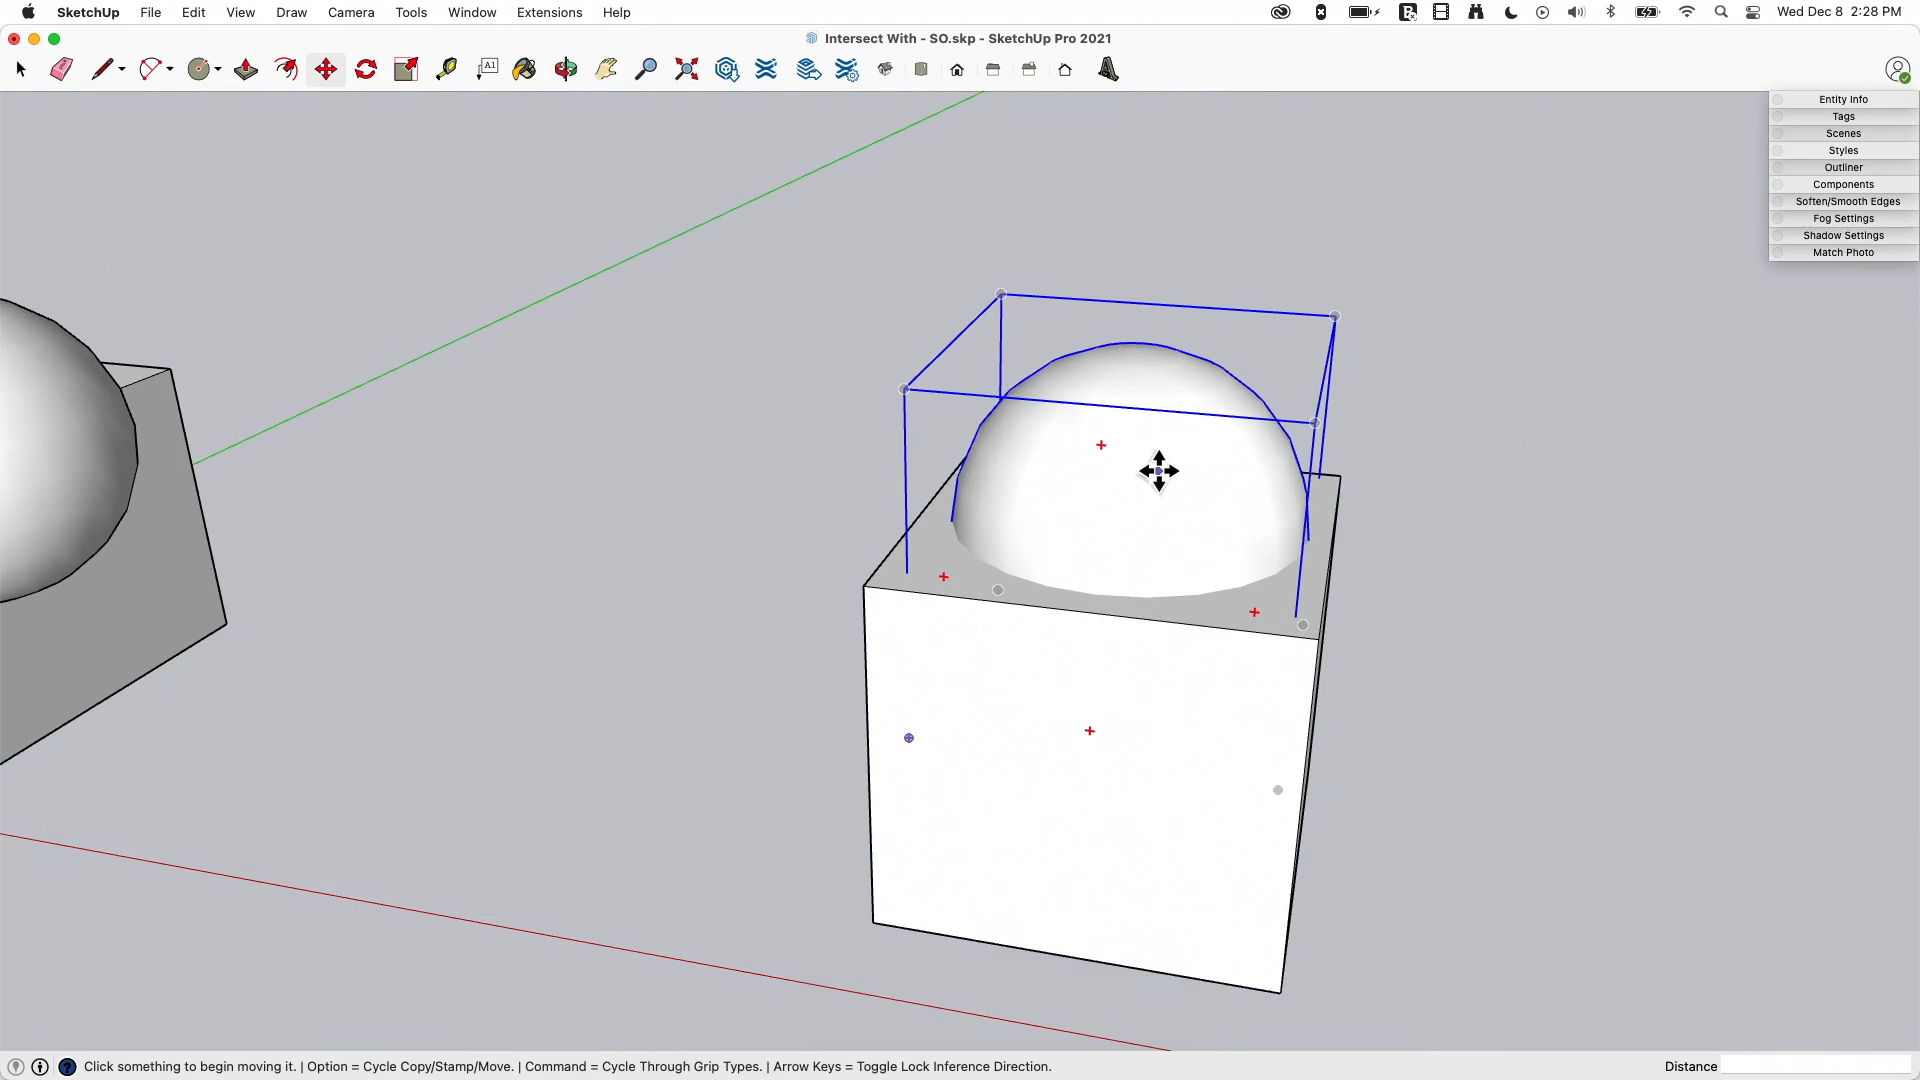 SketchUp File Edit View Draw Camera Tools Window Extensions Help Wed Dec 8 2:28 PM
Intersect With - SO.skp - SketchUp Pro 2021
A1
Entity Info
Tags
Scenes
Styles
Outliner
Components
Soften/Smooth Edges
Fog Settings
Shadow Settings
Match Photo
Click something to begin moving it. | Option = Cycle Copy/Stamp/Move. | Command = Cycle Through Grip Types. | Arrow Keys = Toggle Lock Inference Direction. Distance